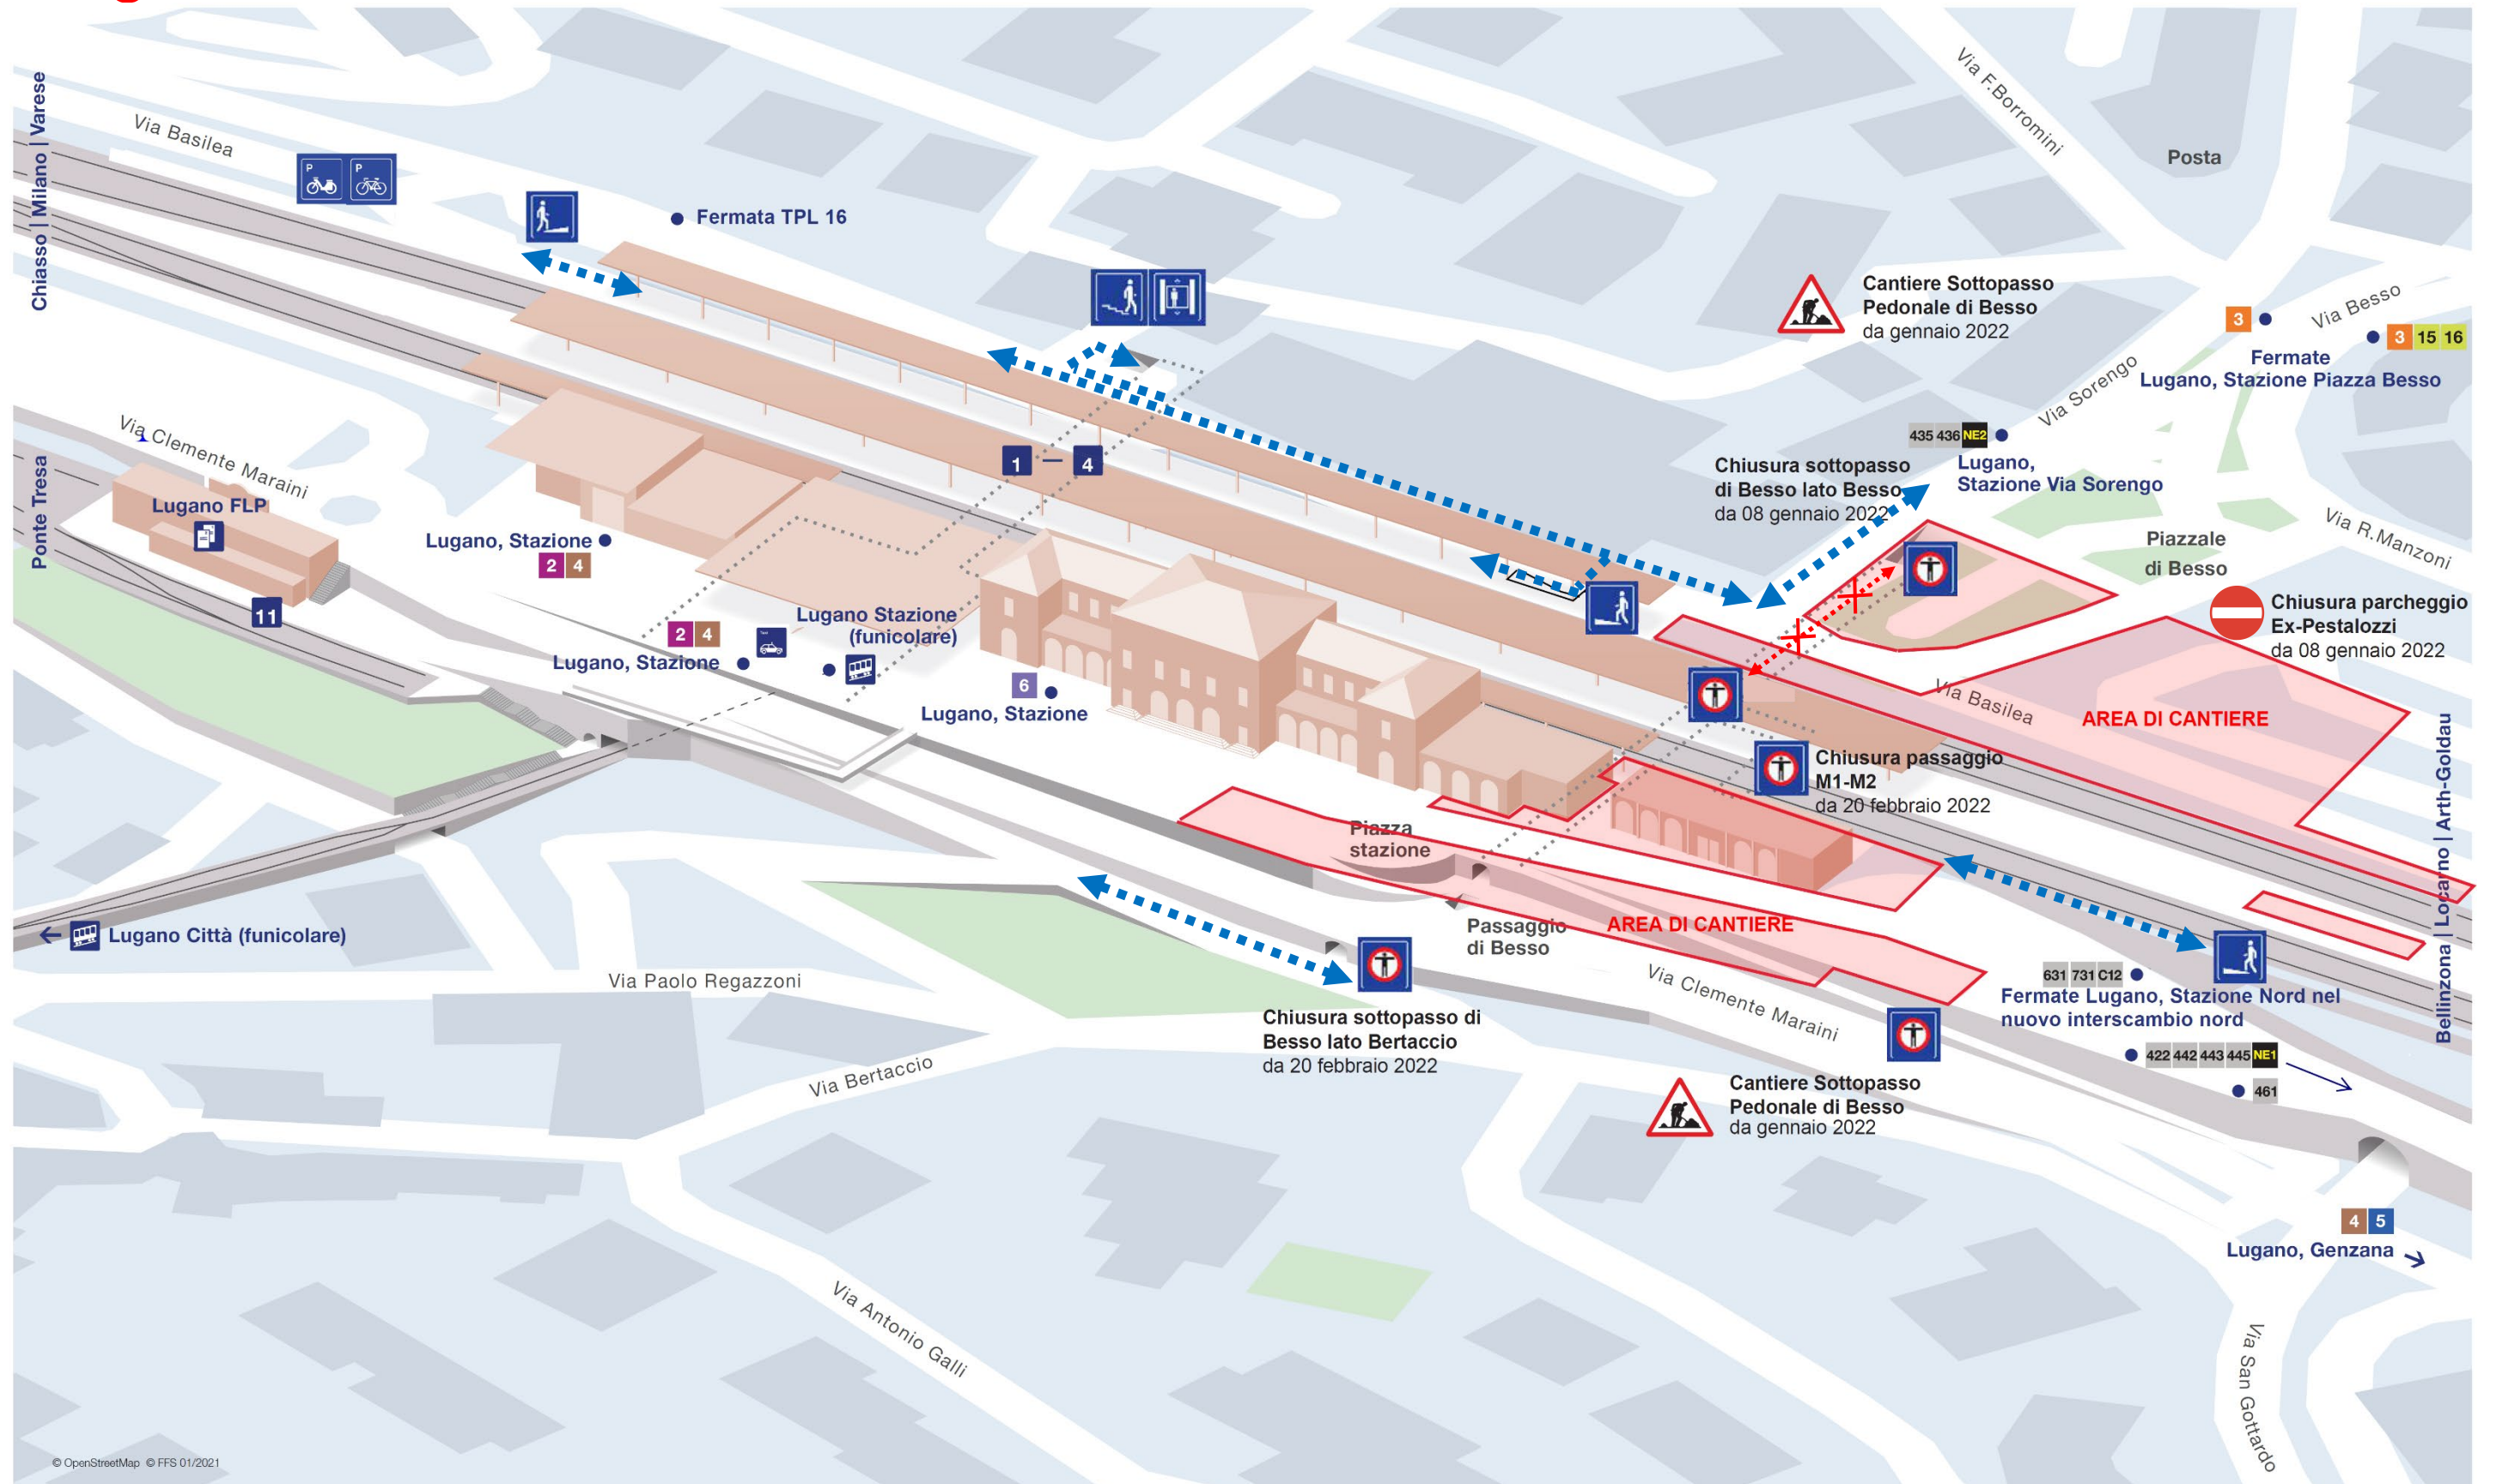 Via Basilea
Chiasso | Milano | Varese
P
P
Fermata TPL 16
Via F.Borromini
Posta
Cantiere Sottopasso
Pedonale di Besso
da gennaio 2022
3
Via Besso
3 15 16
Fermate
Lugano, Stazione Piazza Besso
Via Sorengo
435 436 NE2
Lugano,
Stazione Via Sorengo
Chiusura sottopasso
di Besso lato Besso
da 08 gennaio 2022
Piazzale
di Besso
Via R.Manzoni
Chiusura parcheggio
Ex-Pestalozzi
da 08 gennaio 2022
Via Clemente Maraini
Ponte Tresa
Lugano FLP
11
1 – 4
Lugano, Stazione
2 4
2 4
Lugano, Stazione
Taxi
Lugano Stazione
(funicolare)
6
Lugano, Stazione
Via Basilea
AREA DI CANTIERE
Chiusura passaggio
M1-M2
da 20 febbraio 2022
Bellinzona | Locarno | Arth-Goldau
Piazza
stazione
Passaggio
di Besso
AREA DI CANTIERE
Lugano Città (funicolare)
Via Paolo Regazzoni
Via Bertaccio
Chiusura sottopasso di
Besso lato Bertaccio
da 20 febbraio 2022
Via Clemente Maraini
631 731 C12
Fermate Lugano, Stazione Nord nel
nuovo interscambio nord
422 442 443 445 NE1
461
Cantiere Sottopasso
Pedonale di Besso
da gennaio 2022
4 5
Lugano, Genzana
Via Antonio Galli
Via San Gottardo
© OpenStreetMap © FFS 01/2021